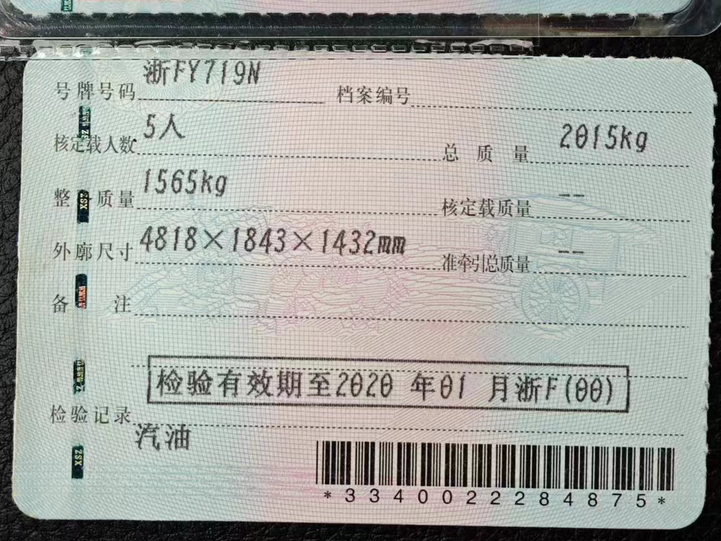 号牌号码 浙FY719N 档案编号
核定载人数 5人 总质量 2015kg
整备质量 1565kg 核定载质量 --
外廓尺寸 4818×1843×1432mm 准牵引总质量 --
备注
检验有效期至2020 年01 月浙F(00)
检验记录
汽油
*3340022284875*